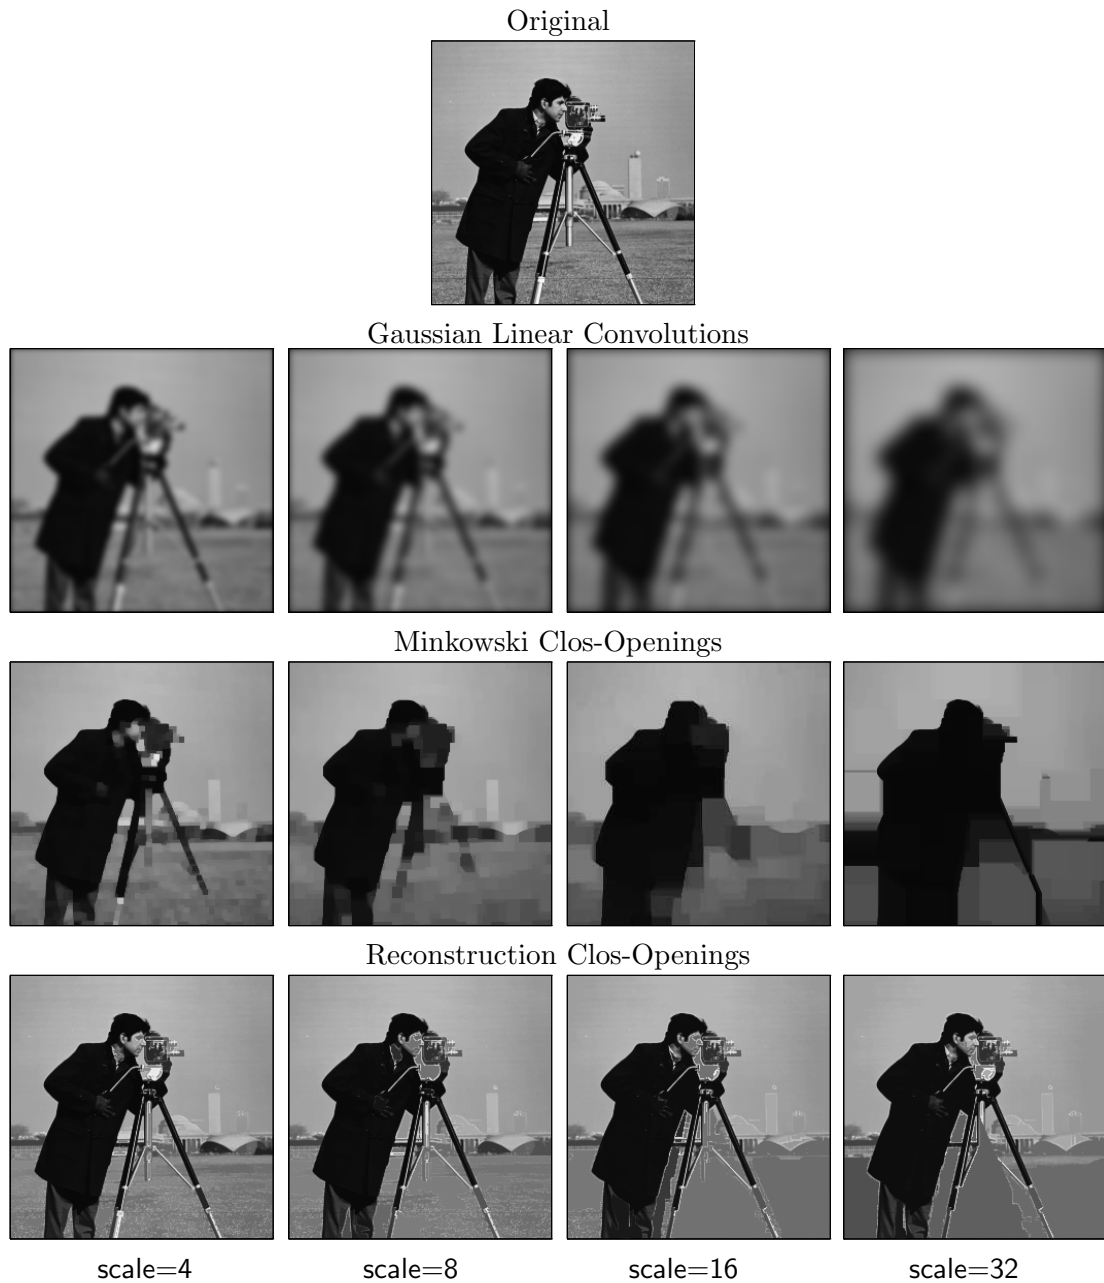 Original
Gaussian Linear Convolutions
Minkowski Clos-Openings
Reconstruction Clos-Openings
scale=4 scale=8 scale=16 scale=32